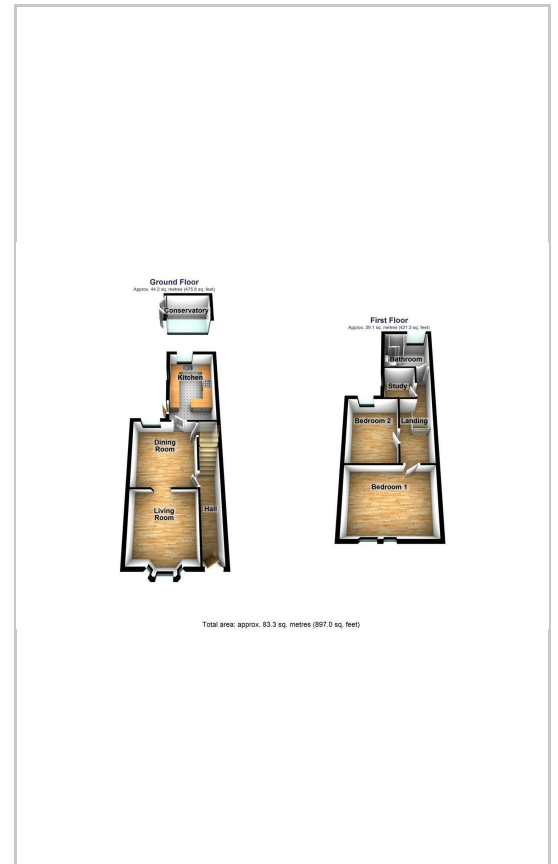 Ground Floor
Approx. 44.2 sq. metres (475.8 sq. feet)
Conservatory
Kitchen
Dining
Room
Living
Room
Hall
First Floor
Approx. 39.1 sq. metres (421.2 sq. feet)
Bathroom
Study
Bedroom 2
Landing
Bedroom 1
Total area: approx. 83.3 sq. metres (897.0 sq. feet)